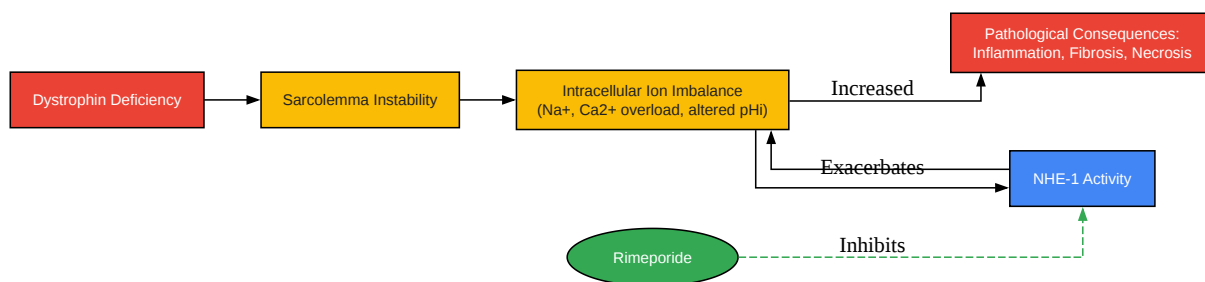 Pathological Consequences:
Inflammation, Fibrosis, Necrosis
Dystrophin Deficiency
Sarcolemma Instability
Intracellular Ion Imbalance
(Na+, Ca2+ overload, altered pHi)
Increased
Exacerbates
NHE-1 Activity
Rimeporide
Inhibits